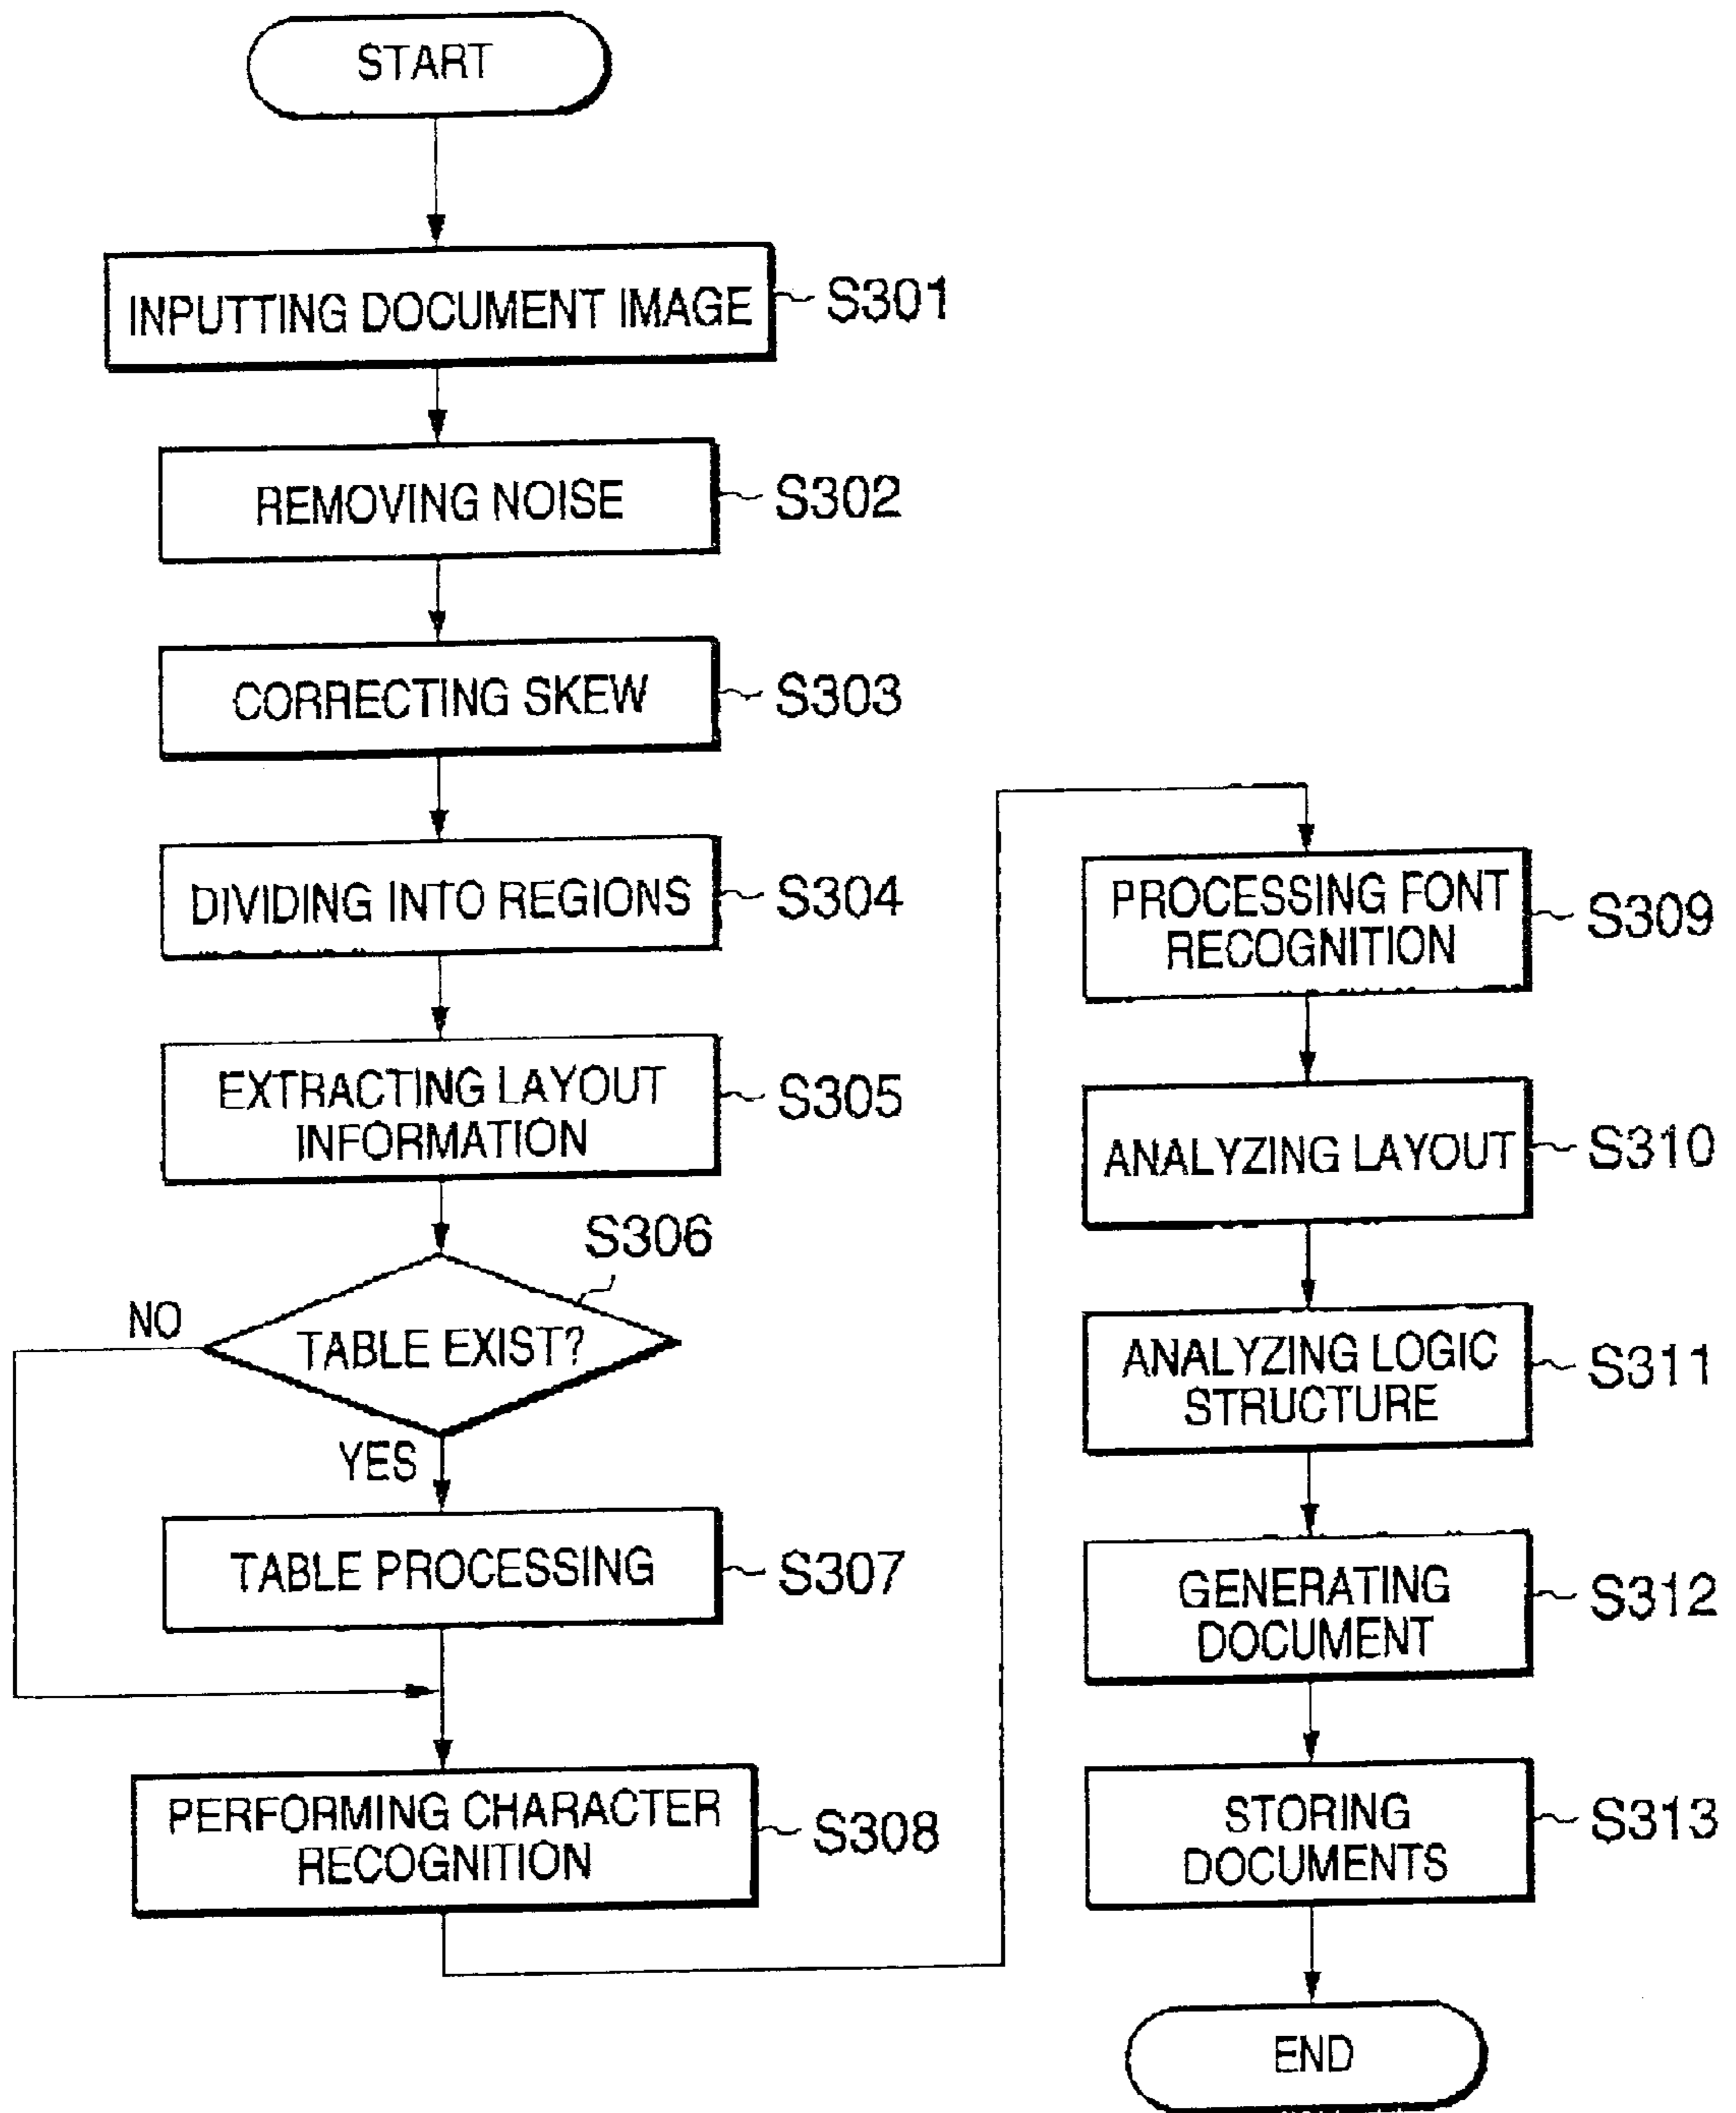 START
INPUTTING DOCUMENT IMAGE
S301
REMOVING NOISE
S302
CORRECTING SKEW
S303
DIVIDING INTO REGIONS
S304
EXTRACTING LAYOUT
INFORMATION
S305
S306
NO
TABLE EXIST?
YES
TABLE PROCESSING
S307
PERFORMING CHARACTER
RECOGNITION
S308
PROCESSING FONT
RECOGNITION
S309
ANALYZING LAYOUT
S310
ANALYZING LOGIC
STRUCTURE
S311
GENERATING
DOCUMENT
S312
STORING
DOCUMENTS
S313
END